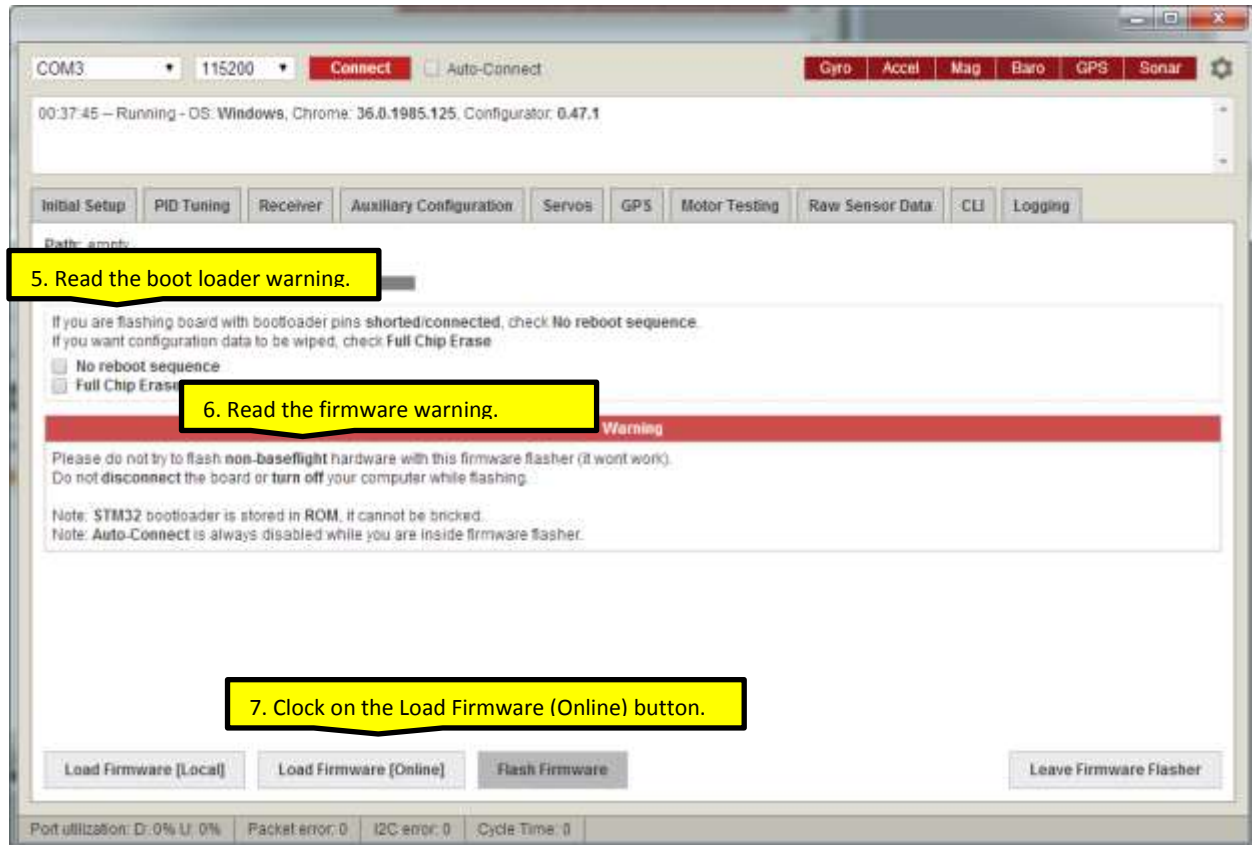 COM3 115200 Connect Auto-Connect Gyro Accel Mag Baro GPS Sonar
00:37:45 -- Running - OS: Windows, Chrome: 36.0.1985.125, Configurator: 0.47.1
Initial Setup PID Tuning Receiver Auxiliary Configuration Servos GPS Motor Testing Raw Sensor Data CLI Logging
Path: empty
5. Read the boot loader warning.
If you are flashing board with bootloader pins shorted/connected, check No reboot sequence.
If you want configuration data to be wiped, check Full Chip Erase
No reboot sequence
Full Chip Erase
6. Read the firmware warning.
Warning
Please do not try to flash non-baseflight hardware with this firmware flasher (it wont work).
Do not disconnect the board or turn off your computer while flashing.
Note: STM32 bootloader is stored in ROM, it cannot be bricked.
Note: Auto-Connect is always disabled while you are inside firmware flasher.
7. Clock on the Load Firmware (Online) button.
Load Firmware [Local] Load Firmware [Online] Flash Firmware Leave Firmware Flasher
Port utilization: D: 0% U: 0% Packet error: 0 I2C error: 0 Cycle Time: 0